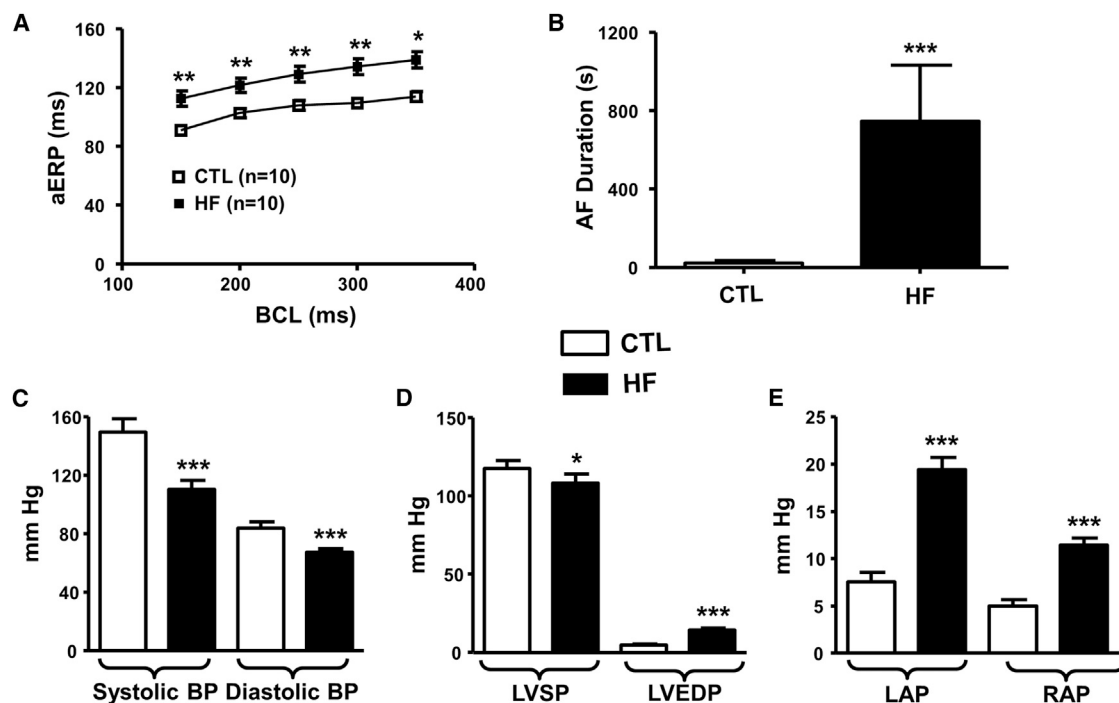 A
160
120
80
40
0
aERP (ms)
** ** ** ** *
CTL (n=10)
HF (n=10)
100 200 300 400
BCL (ms)
B
1200
800
400
0
AF Duration (s)
***
CTL HF
CTL
HF
C
160
120
80
40
0
mm Hg
***
***
Systolic BP Diastolic BP
D
150
100
50
0
mm Hg
*
***
LVSP LVEDP
E
25
20
15
10
5
0
mm Hg
***
***
LAP RAP